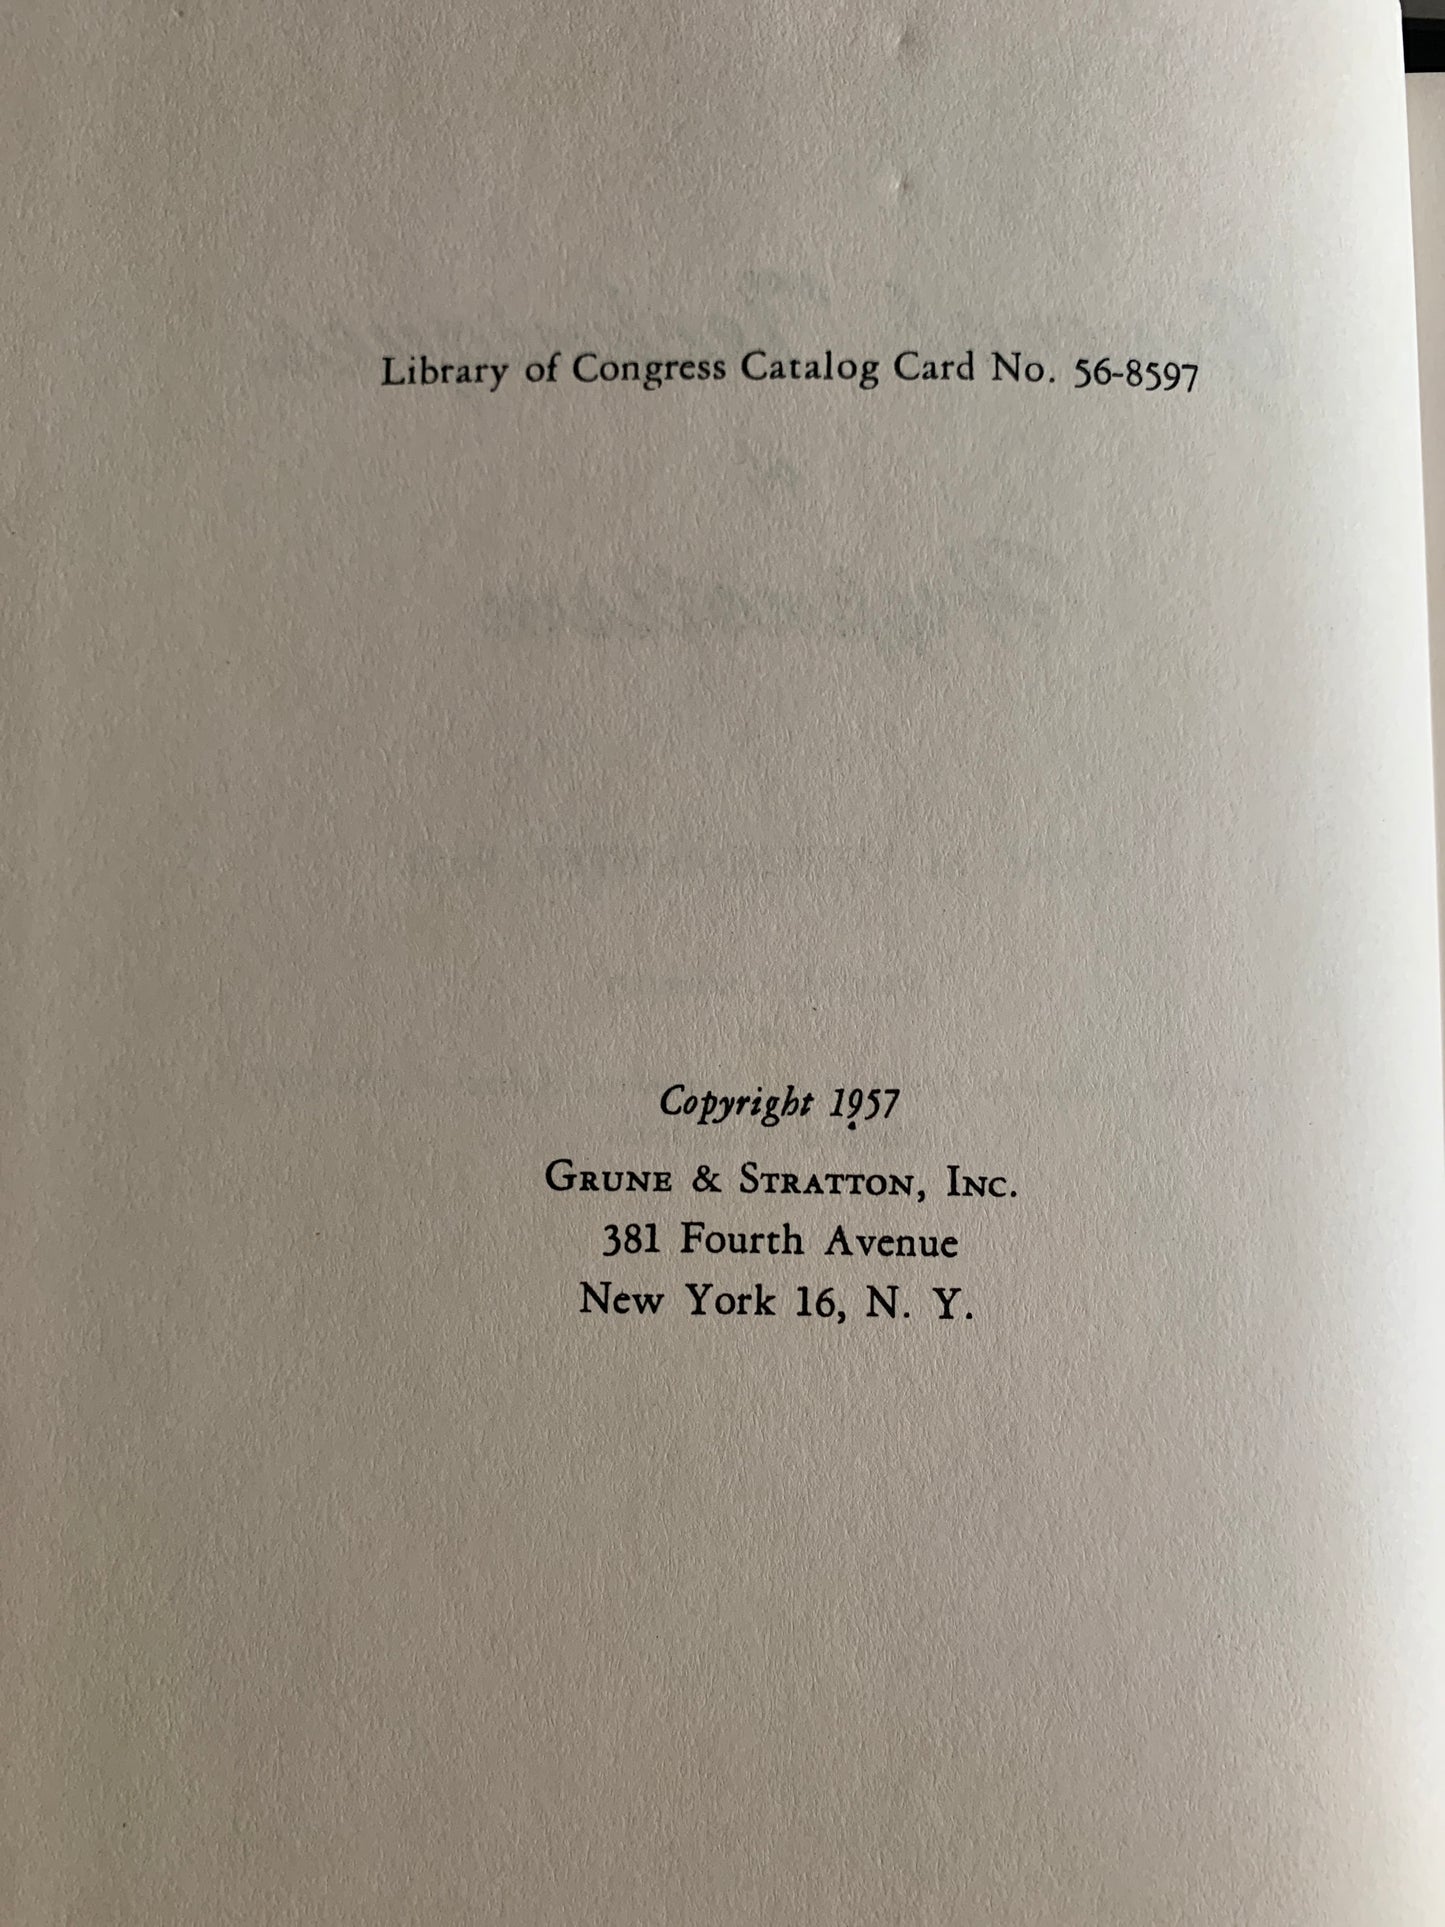 Library of Congress Catalog Card No. 56-8597
Copyright 1957
GRUNE & STRATTON, INC.
381 Fourth Avenue
New York 16, N. Y.